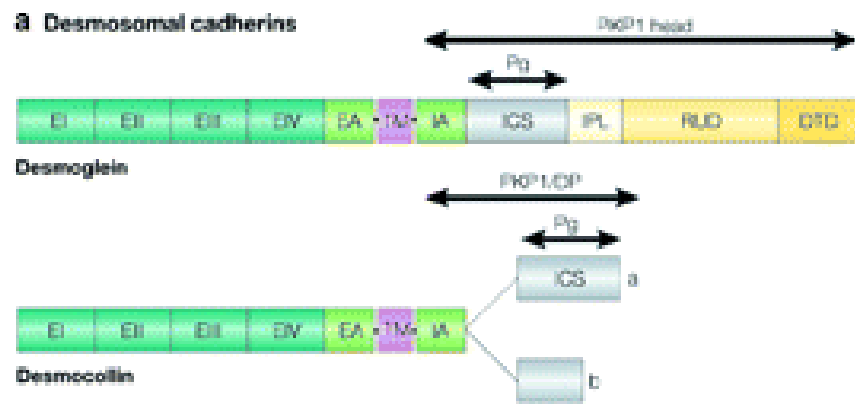 a Desmosomal cadherins
PKP1 head
Pg
EI EII EIII EIV EA TM IA ICS IPL RUD DTD
Desmoglein
PKP1/DP
Pg
ICS a
EI EII EIII EIV EA TM IA
Desmocollin
b